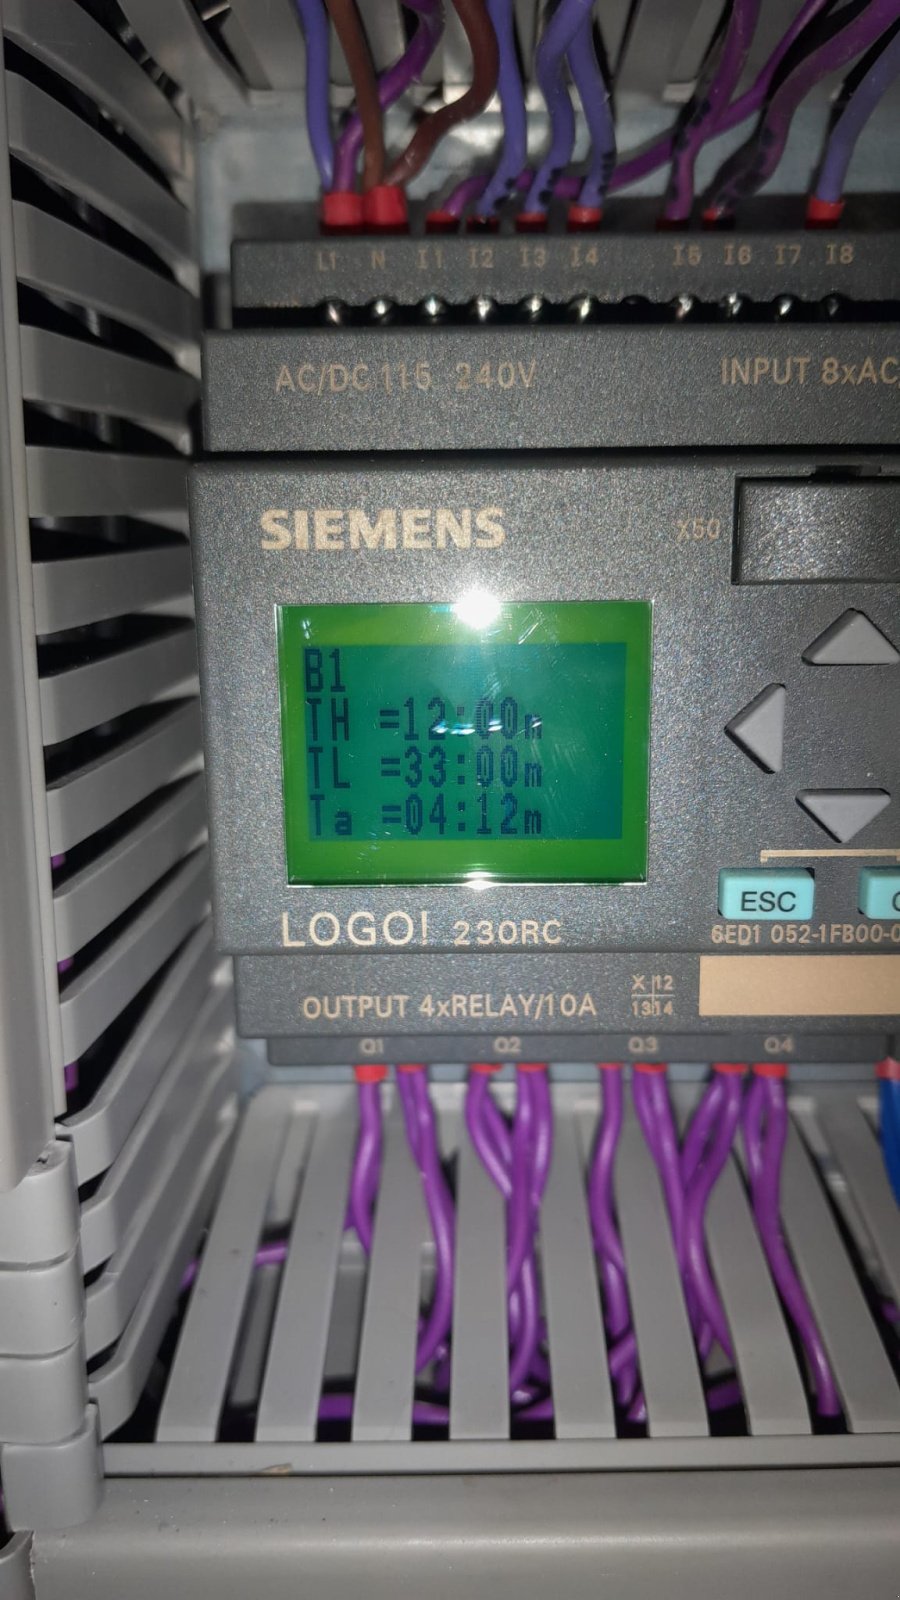 L1 N I1 I2 I3 I4 I5 I6 I7 I8
AC/DC 115 240V INPUT 8xAC
SIEMENS
X50
B1
TH =12:00m
TL =33:00m
Ta =04:12m
ESC
LOGO! 230RC
6ED1 052-1FB00-0
OUTPUT 4xRELAY/10A
X 12
13 14
Q1 Q2 Q3 Q4